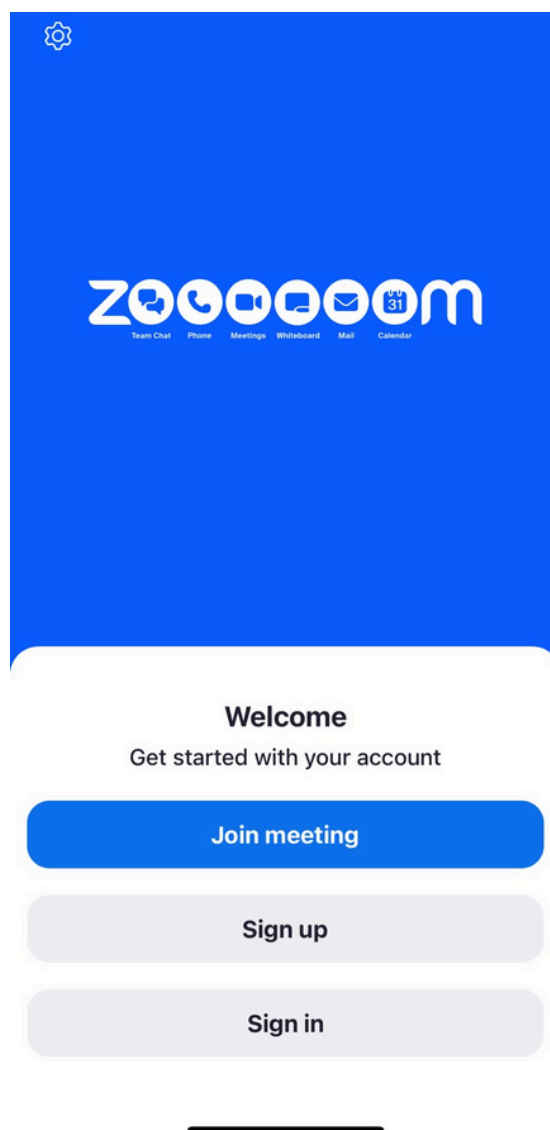 zoooooom
Team Chat Phone Meetings Whiteboard Mail Calendar
31
Welcome
Get started with your account
Join meeting
Sign up
Sign in